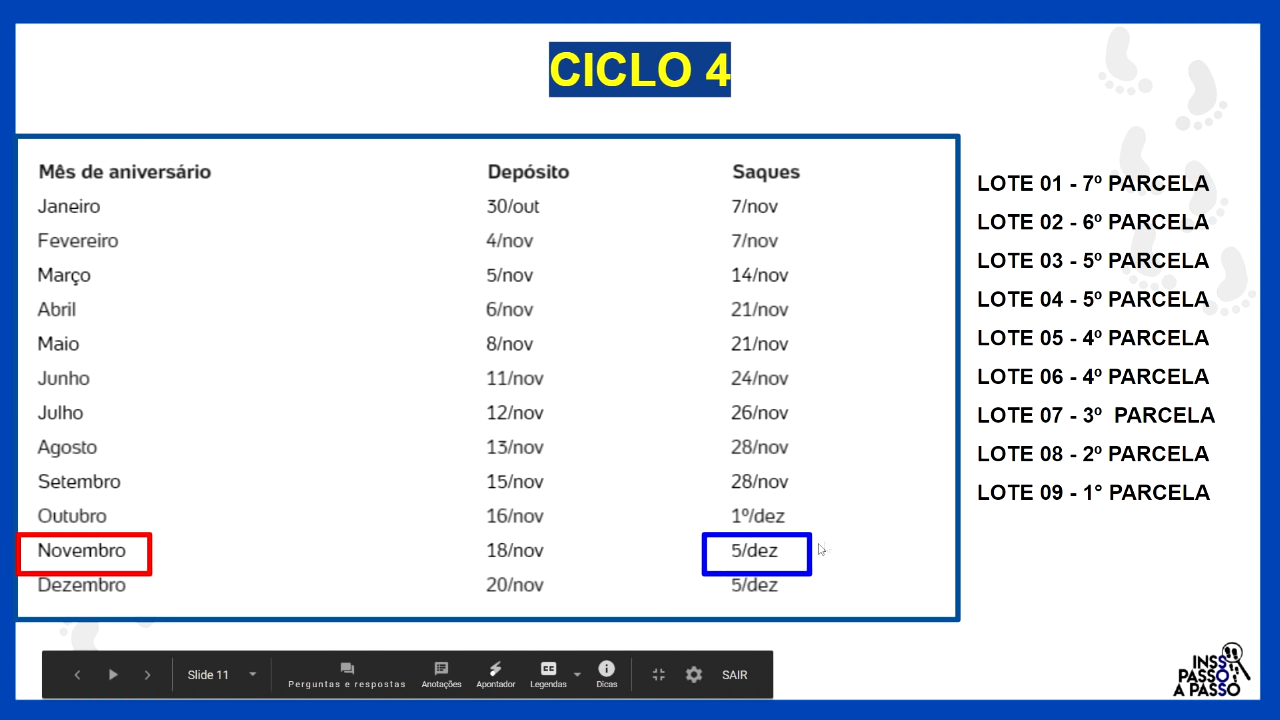 CICLO 4
Mês de aniversário Depósito Saques
Janeiro 30/out 7/nov
Fevereiro 4/nov 7/nov
Março 5/nov 14/nov
Abril 6/nov 21/nov
Maio 8/nov 21/nov
Junho 11/nov 24/nov
Julho 12/nov 26/nov
Agosto 13/nov 28/nov
Setembro 15/nov 28/nov
Outubro 16/nov 1º/dez
Novembro 18/nov 5/dez
Dezembro 20/nov 5/dez
LOTE 01 - 7º PARCELA
LOTE 02 - 6º PARCELA
LOTE 03 - 5º PARCELA
LOTE 04 - 5º PARCELA
LOTE 05 - 4º PARCELA
LOTE 06 - 4º PARCELA
LOTE 07 - 3º PARCELA
LOTE 08 - 2º PARCELA
LOTE 09 - 1° PARCELA
Slide 11
Perguntas e respostas
Anotações
Apontador
CC
Legendas
Dicas
SAIR
INSS
PASSO
A PASSO